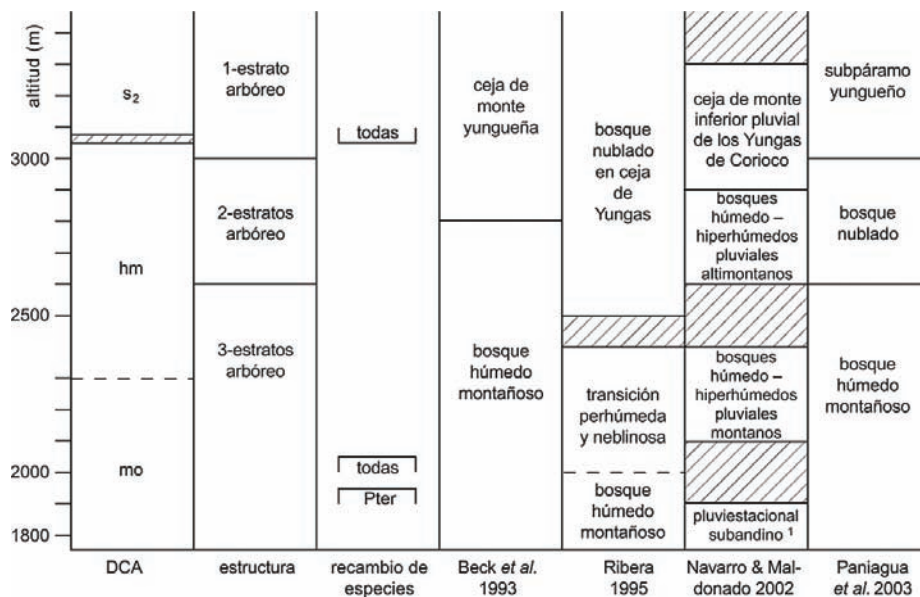 altitud (m)
3000
2500
2000
1800
s2
hm
mo
DCA
1-estrato
arbóreo
2-estratos
arbóreo
3-estratos
arbóreo
estructura
todas
todas
Pter
recambio de
especies
ceja de
monte
yungueña
bosque
húmedo
montañoso
Beck et al.
1993
bosque
nublado
en ceja
de
Yungas
transición
perhúmeda
y neblinosa
bosque
húmedo
montañoso
Ribera
1995
ceja de monte
inferior pluvial
de los Yungas
de Corioco
bosques
húmedo –
hiperhúmedos
pluviales
altimontanos
bosques
húmedo –
hiperhúmedos
pluviales
montanos
pluviestacional
subandino 1
Navarro & Mal-
donado 2002
subpáramo
yungueño
bosque
nublado
bosque
húmedo
montañoso
Paniagua
et al. 2003